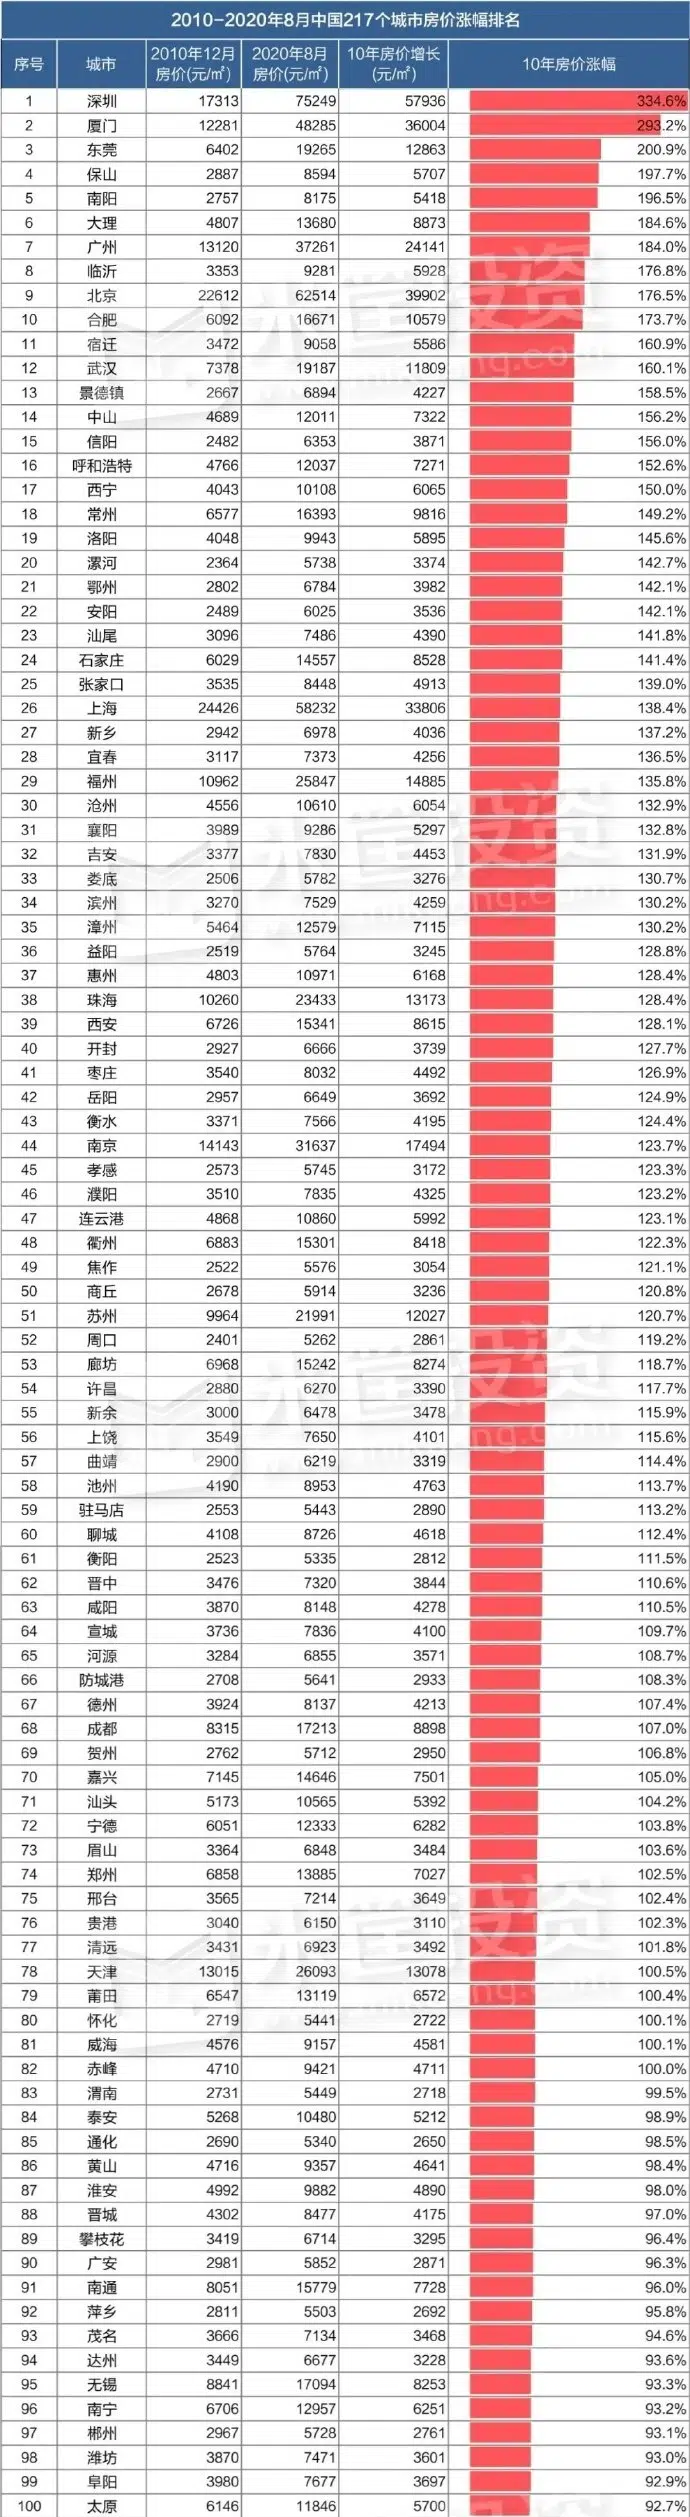 2010-2020年8月中国217个城市房价涨幅排名
序号 城市 2010年12月房价(元/㎡) 2020年8月房价(元/㎡) 10年房价增长(元/㎡) 10年房价涨幅
1 深圳 17313 75249 57936 334.6%
2 厦门 12281 48285 36004 293.2%
3 东莞 6402 19265 12863 200.9%
4 保山 2887 8594 5707 197.7%
5 南阳 2757 8175 5418 196.5%
6 大理 4807 13680 8873 184.6%
7 广州 13120 37261 24141 184.0%
8 临沂 3353 9281 5928 176.8%
9 北京 22612 62514 39902 176.5%
10 合肥 6092 16671 10579 173.7%
11 宿迁 3472 9058 5586 160.9%
12 武汉 7378 19187 11809 160.1%
13 景德镇 2667 6894 4227 158.5%
14 中山 4689 12011 7322 156.2%
15 信阳 2482 6353 3871 156.0%
16 呼和浩特 4766 12037 7271 152.6%
17 西宁 4043 10108 6065 150.0%
18 常州 6577 16393 9816 149.2%
19 洛阳 4048 9943 5895 145.6%
20 漯河 2364 5738 3374 142.7%
21 鄂州 2802 6784 3982 142.1%
22 安阳 2489 6025 3536 142.1%
23 汕尾 3096 7486 4390 141.8%
24 石家庄 6029 14557 8528 141.4%
25 张家口 3535 8448 4913 139.0%
26 上海 24426 58232 33806 138.4%
27 新乡 2942 6978 4036 137.2%
28 宜春 3117 7373 4256 136.5%
29 福州 10962 25847 14885 135.8%
30 沧州 4556 10610 6054 132.9%
31 襄阳 3989 9286 5297 132.8%
32 吉安 3377 7830 4453 131.9%
33 娄底 2506 5782 3276 130.7%
34 滨州 3270 7529 4259 130.2%
35 漳州 5464 12579 7115 130.2%
36 益阳 2519 5764 3245 128.8%
37 惠州 4803 10971 6168 128.4%
38 珠海 10260 23433 13173 128.4%
39 西安 6726 15341 8615 128.1%
40 开封 2927 6666 3739 127.7%
41 枣庄 3540 8032 4492 126.9%
42 岳阳 2957 6649 3692 124.9%
43 衡水 3371 7566 4195 124.4%
44 南京 14143 31637 17494 123.7%
45 孝感 2573 5745 3172 123.3%
46 濮阳 3510 7835 4325 123.2%
47 连云港 4868 10860 5992 123.1%
48 衢州 6883 15301 8418 122.3%
49 焦作 2522 5576 3054 121.1%
50 商丘 2678 5914 3236 120.8%
51 苏州 9964 21991 12027 120.7%
52 周口 2401 5262 2861 119.2%
53 廊坊 6968 15242 8274 118.7%
54 许昌 2880 6270 3390 117.7%
55 新余 3000 6478 3478 115.9%
56 上饶 3549 7650 4101 115.6%
57 曲靖 2900 6219 3319 114.4%
58 池州 4190 8953 4763 113.7%
59 驻马店 2553 5443 2890 113.2%
60 聊城 4108 8726 4618 112.4%
61 衡阳 2523 5335 2812 111.5%
62 晋中 3476 7320 3844 110.6%
63 咸阳 3870 8148 4278 110.5%
64 宣城 3736 7836 4100 109.7%
65 河源 3284 6855 3571 108.7%
66 防城港 2708 5641 2933 108.3%
67 德州 3924 8137 4213 107.4%
68 成都 8315 17213 8898 107.0%
69 贺州 2762 5712 2950 106.8%
70 嘉兴 7145 14646 7501 105.0%
71 汕头 5173 10565 5392 104.2%
72 宁德 6051 12333 6282 103.8%
73 眉山 3364 6848 3484 103.6%
74 郑州 6858 13885 7027 102.5%
75 邢台 3565 7214 3649 102.4%
76 贵港 3040 6150 3110 102.3%
77 清远 3431 6923 3492 101.8%
78 天津 13015 26093 13078 100.5%
79 莆田 6547 13119 6572 100.4%
80 怀化 2719 5441 2722 100.1%
81 威海 4576 9157 4581 100.1%
82 赤峰 4710 9421 4711 100.0%
83 渭南 2731 5449 2718 99.5%
84 泰安 5268 10480 5212 98.9%
85 通化 2690 5340 2650 98.5%
86 黄山 4716 9357 4641 98.4%
87 淮安 4992 9882 4890 98.0%
88 晋城 4302 8477 4175 97.0%
89 攀枝花 3419 6714 3295 96.4%
90 广安 2981 5852 2871 96.3%
91 南通 8051 15779 7728 96.0%
92 萍乡 2811 5503 2692 95.8%
93 茂名 3666 7134 3468 94.6%
94 达州 3449 6677 3228 93.6%
95 无锡 8841 17094 8253 93.3%
96 南宁 6706 12957 6251 93.2%
97 郴州 2967 5728 2761 93.1%
98 潍坊 3870 7471 3601 93.0%
99 阜阳 3980 7677 3697 92.9%
100 太原 6146 11846 5700 92.7%